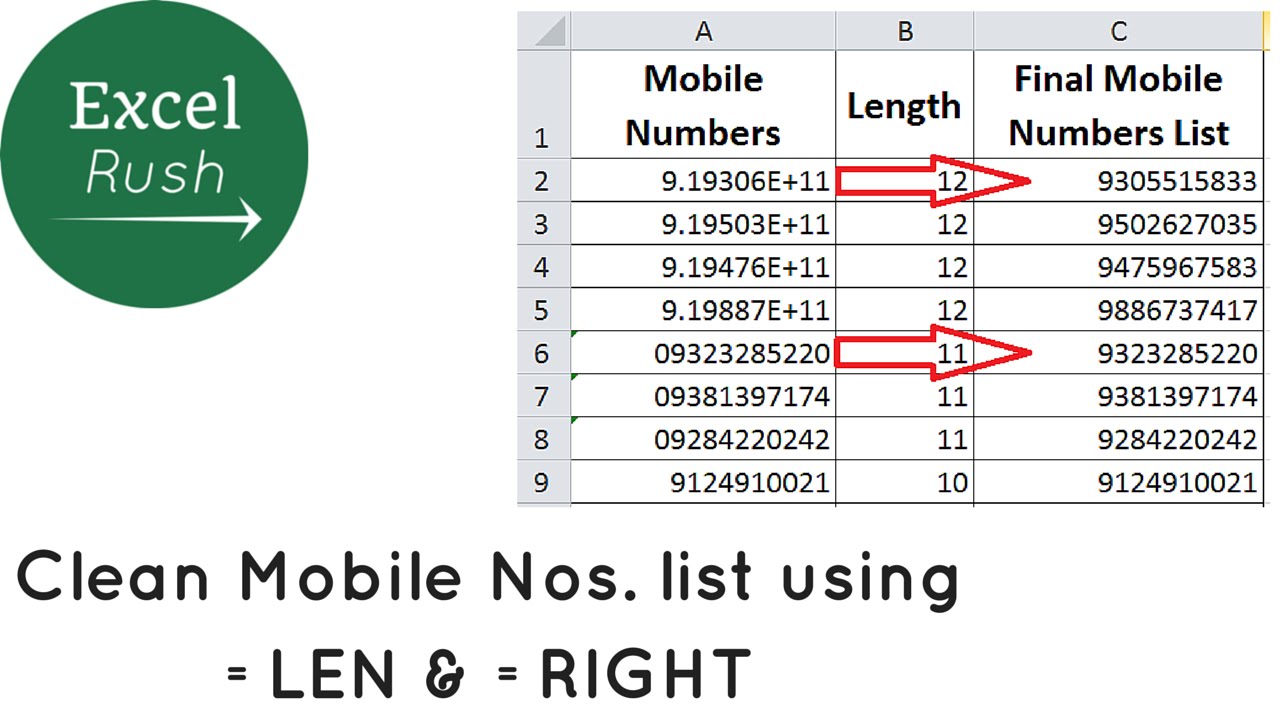 Excel
Rush
A B C
1 Mobile Numbers Length Final Mobile Numbers List
2 9.19306E+11 12 9305515833
3 9.19503E+11 12 9502627035
4 9.19476E+11 12 9475967583
5 9.19887E+11 12 9886737417
6 09323285220 11 9323285220
7 09381397174 11 9381397174
8 09284220242 11 9284220242
9 9124910021 10 9124910021
Clean Mobile Nos. list using
= LEN & = RIGHT